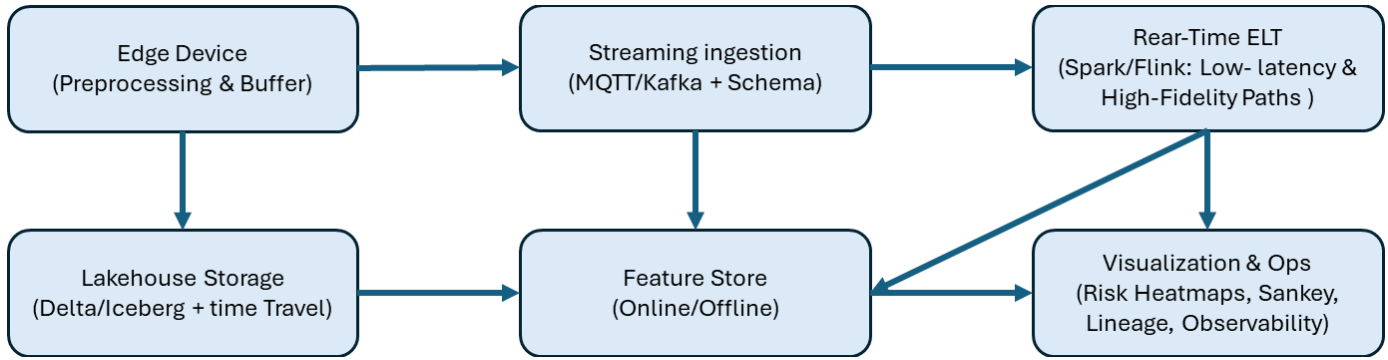 Edge Device
(Preprocessing & Buffer)
Streaming ingestion
(MQTT/Kafka + Schema)
Rear-Time ELT
(Spark/Flink: Low- latency &
High-Fidelity Paths )
Lakehouse Storage
(Delta/Iceberg + time Travel)
Feature Store
(Online/Offline)
Visualization & Ops
(Risk Heatmaps, Sankey,
Lineage, Observability)